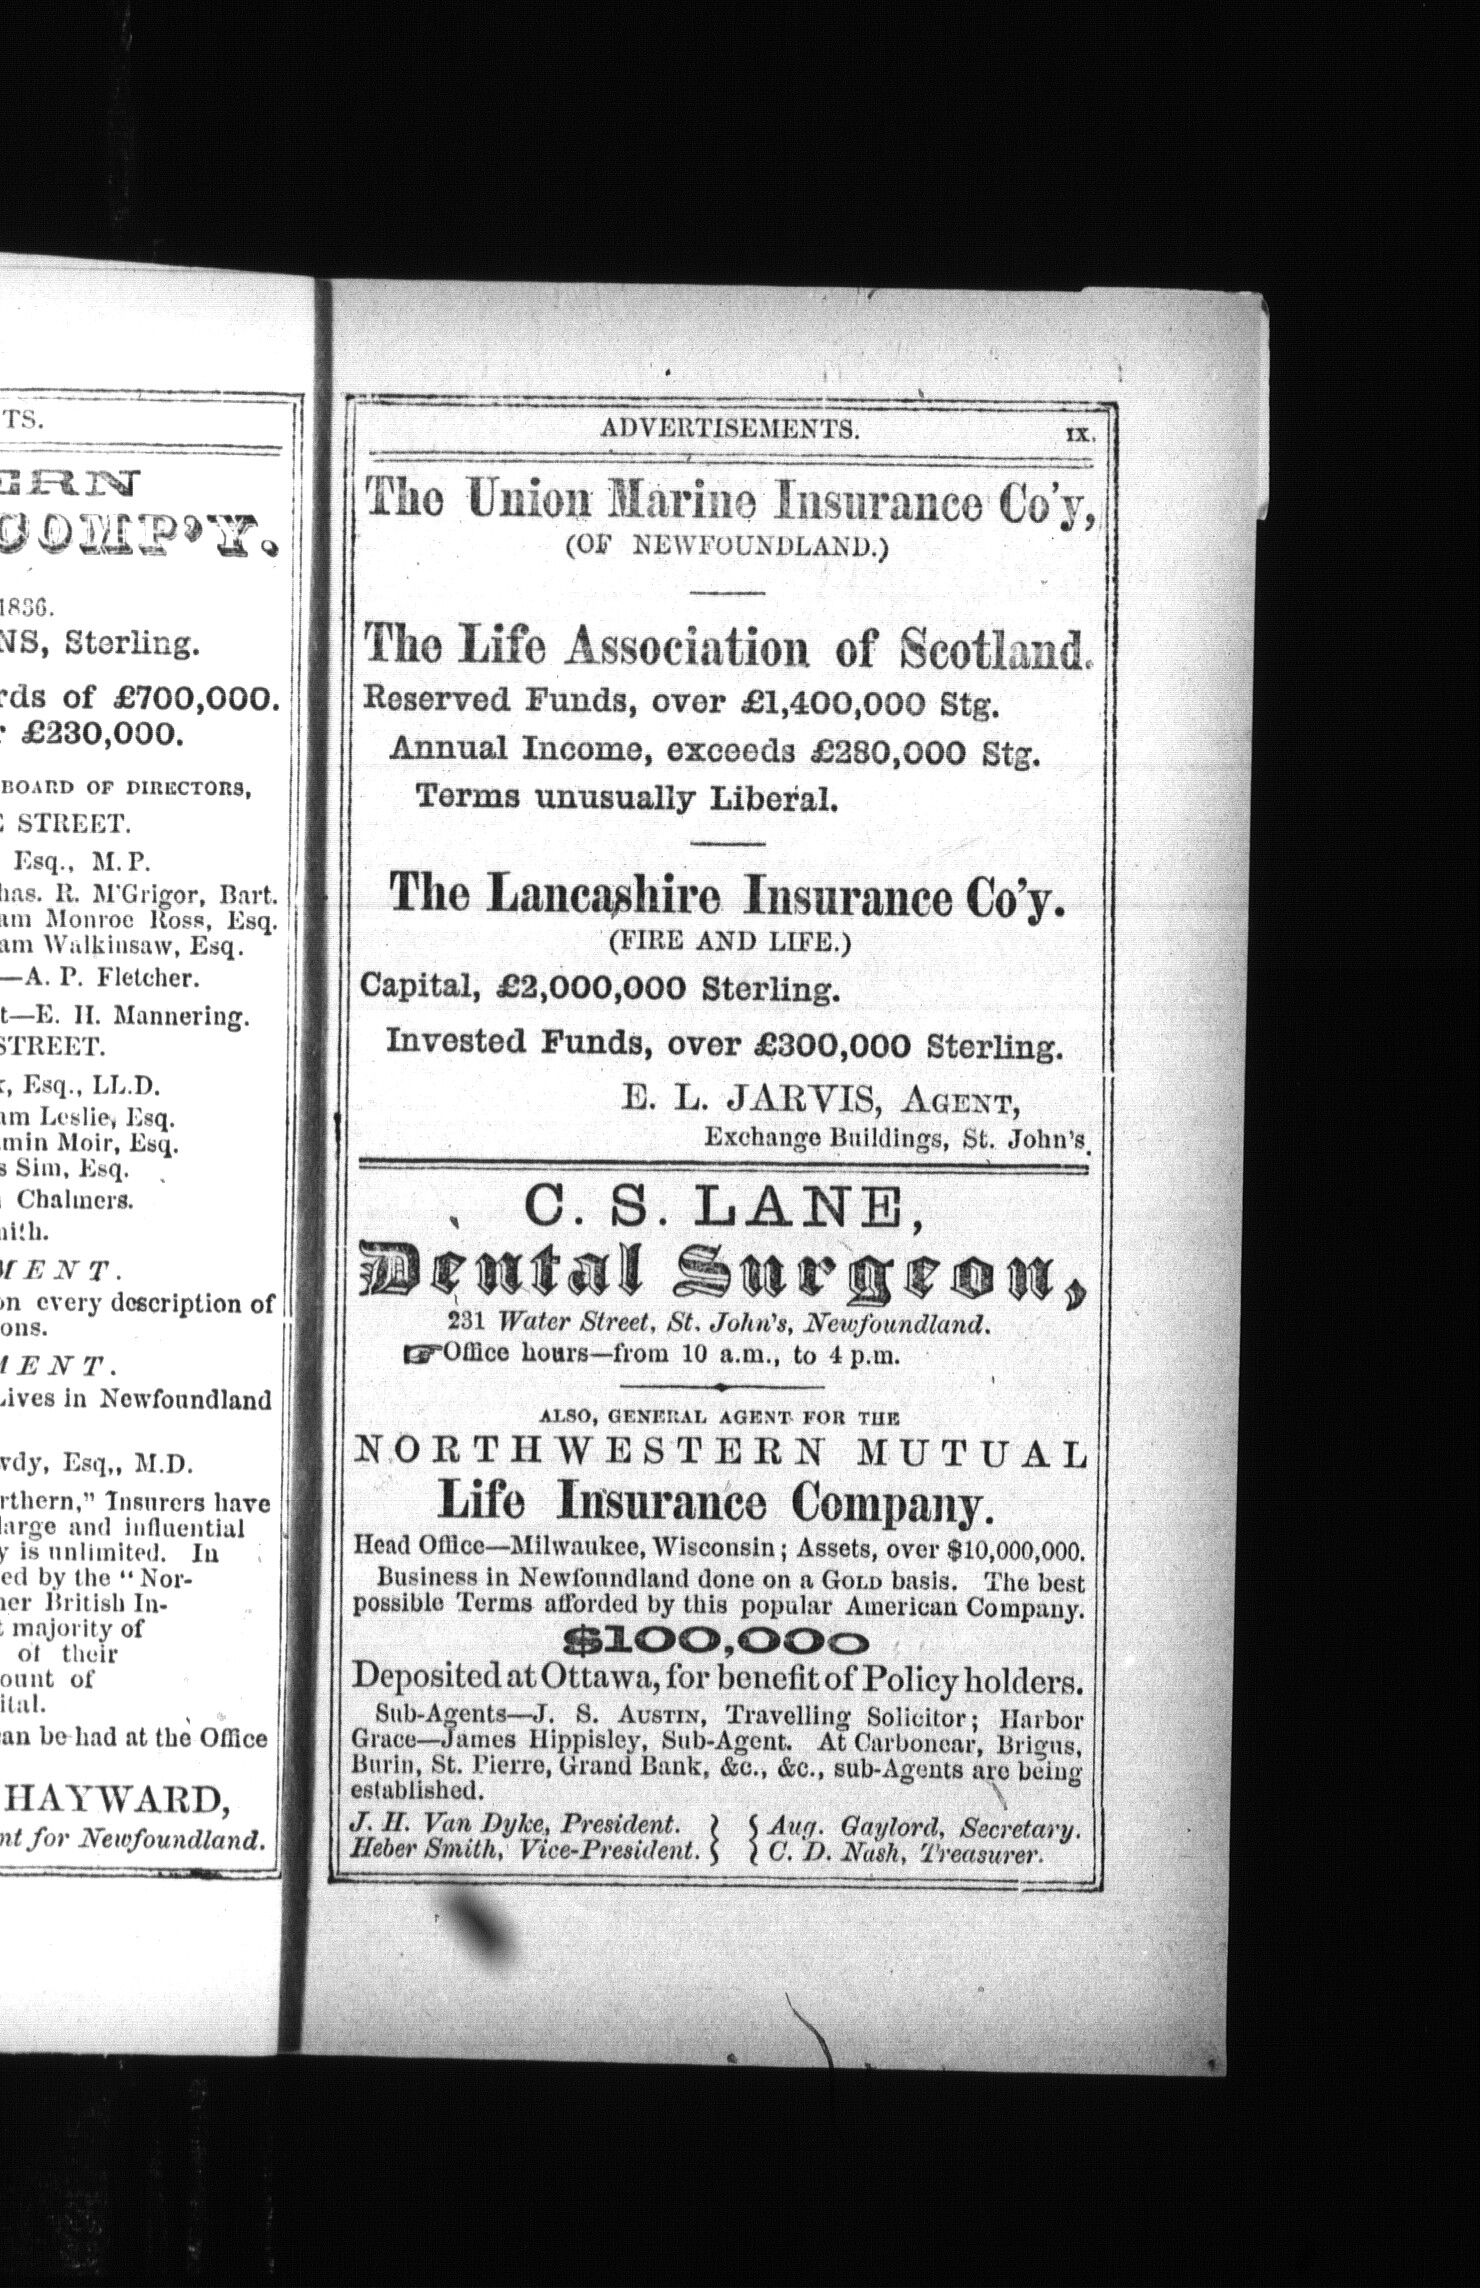 TS.
ERN
COMP'Y.
1836.
NS, Sterling.
rds of £700,000.
r £230,000.
BOARD OF DIRECTORS,
E STREET.
Esq., M.P.
has. R. M'Grigor, Bart.
am Monroe Ross, Esq.
am Walkinsaw, Esq.
—A. P. Fletcher.
t—E. H. Mannering.
STREET.
, Esq., LL.D.
am Leslie, Esq.
min Moir, Esq.
s Sim, Esq.
Chalmers.
mith.
MENT.
on every description of
ons.
MENT.
Lives in Newfoundland
rdy, Esq,, M.D.
rthern," Insurers have
large and influential
y is unlimited. In
ed by the "Nor-
her British In-
t majority of
of their
ount of
ital.
an be had at the Office
HAYWARD,
nt for Newfoundland.
ADVERTISEMENTS. IX.
The Union Marine Insurance Co'y,
(OF NEWFOUNDLAND.)
The Life Association of Scotland.
Reserved Funds, over £1,400,000 Stg.
Annual Income, exceeds £280,000 Stg.
Terms unusually Liberal.
The Lancashire Insurance Co'y.
(FIRE AND LIFE.)
Capital, £2,000,000 Sterling.
Invested Funds, over £300,000 Sterling.
E. L. JARVIS, AGENT,
Exchange Buildings, St. John's.
C. S. LANE,
Dental Surgeon,
231 Water Street, St. John's, Newfoundland.
☞Office hours—from 10 a.m., to 4 p.m.
ALSO, GENERAL AGENT FOR THE
NORTHWESTERN MUTUAL
Life Insurance Company.
Head Office—Milwaukee, Wisconsin; Assets, over $10,000,000.
Business in Newfoundland done on a GOLD basis. The best
possible Terms afforded by this popular American Company.
$100,000
Deposited at Ottawa, for benefit of Policy holders.
Sub-Agents—J. S. AUSTIN, Travelling Solicitor; Harbor
Grace—James Hippisley, Sub-Agent. At Carbonear, Brigus,
Burin, St. Pierre, Grand Bank, &c., &c., sub-Agents are being
established.
J. H. Van Dyke, President. } { Aug. Gaylord, Secretary.
Heber Smith, Vice-President. } { C. D. Nash, Treasurer.